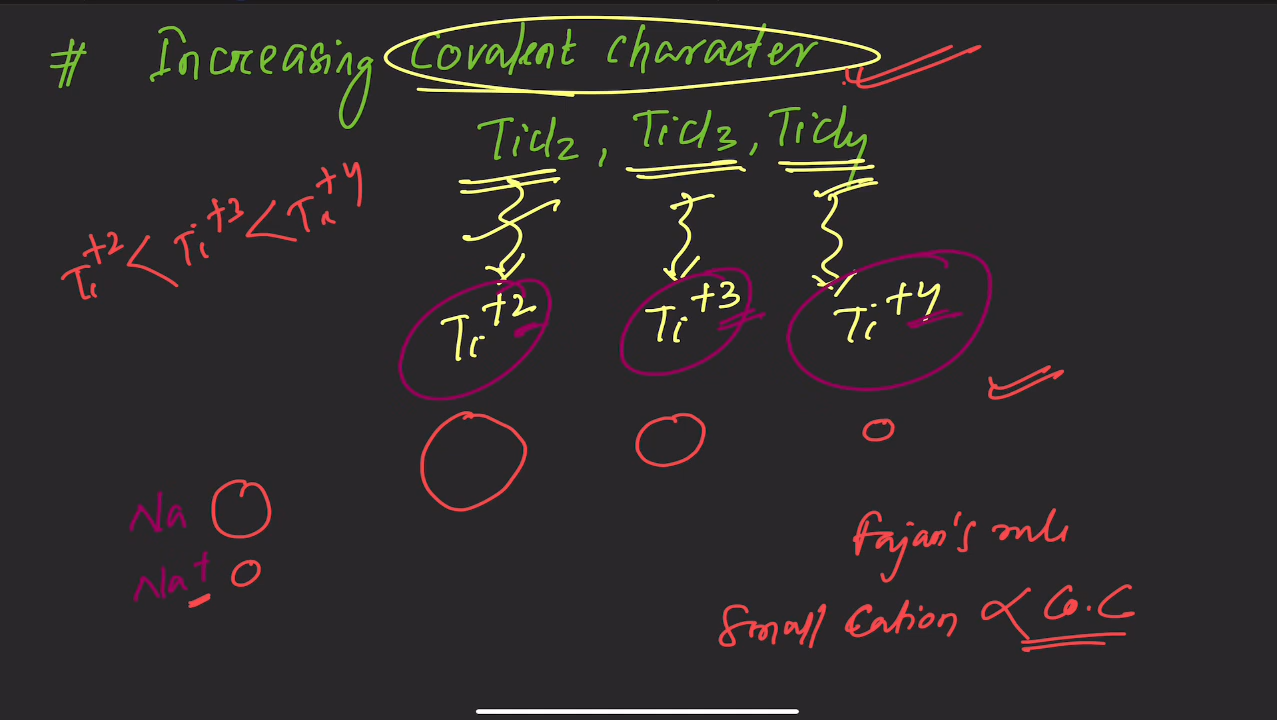 # Increasing Covalent character
Ticl2, Ticl3, Ticl4
Ti+2 < Ti+3 < Ti+4
Ti+2 Ti+3 Ti+4
Na
Na+
Fajan's rule
Small Cation ∝ Co.C